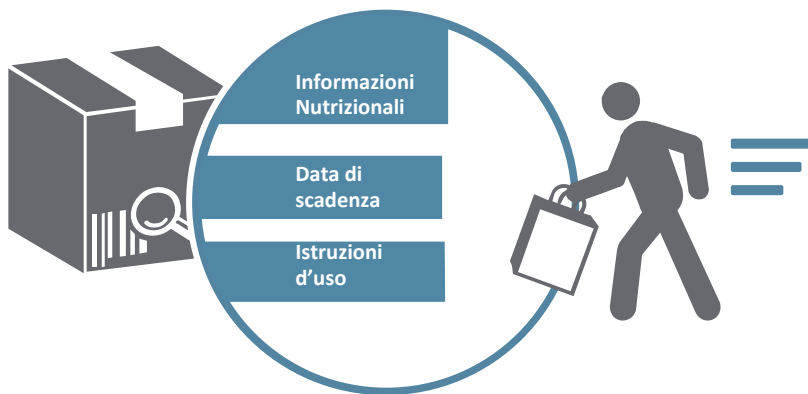 Informazioni
Nutrizionali
Data di
scadenza
Istruzioni
d’uso